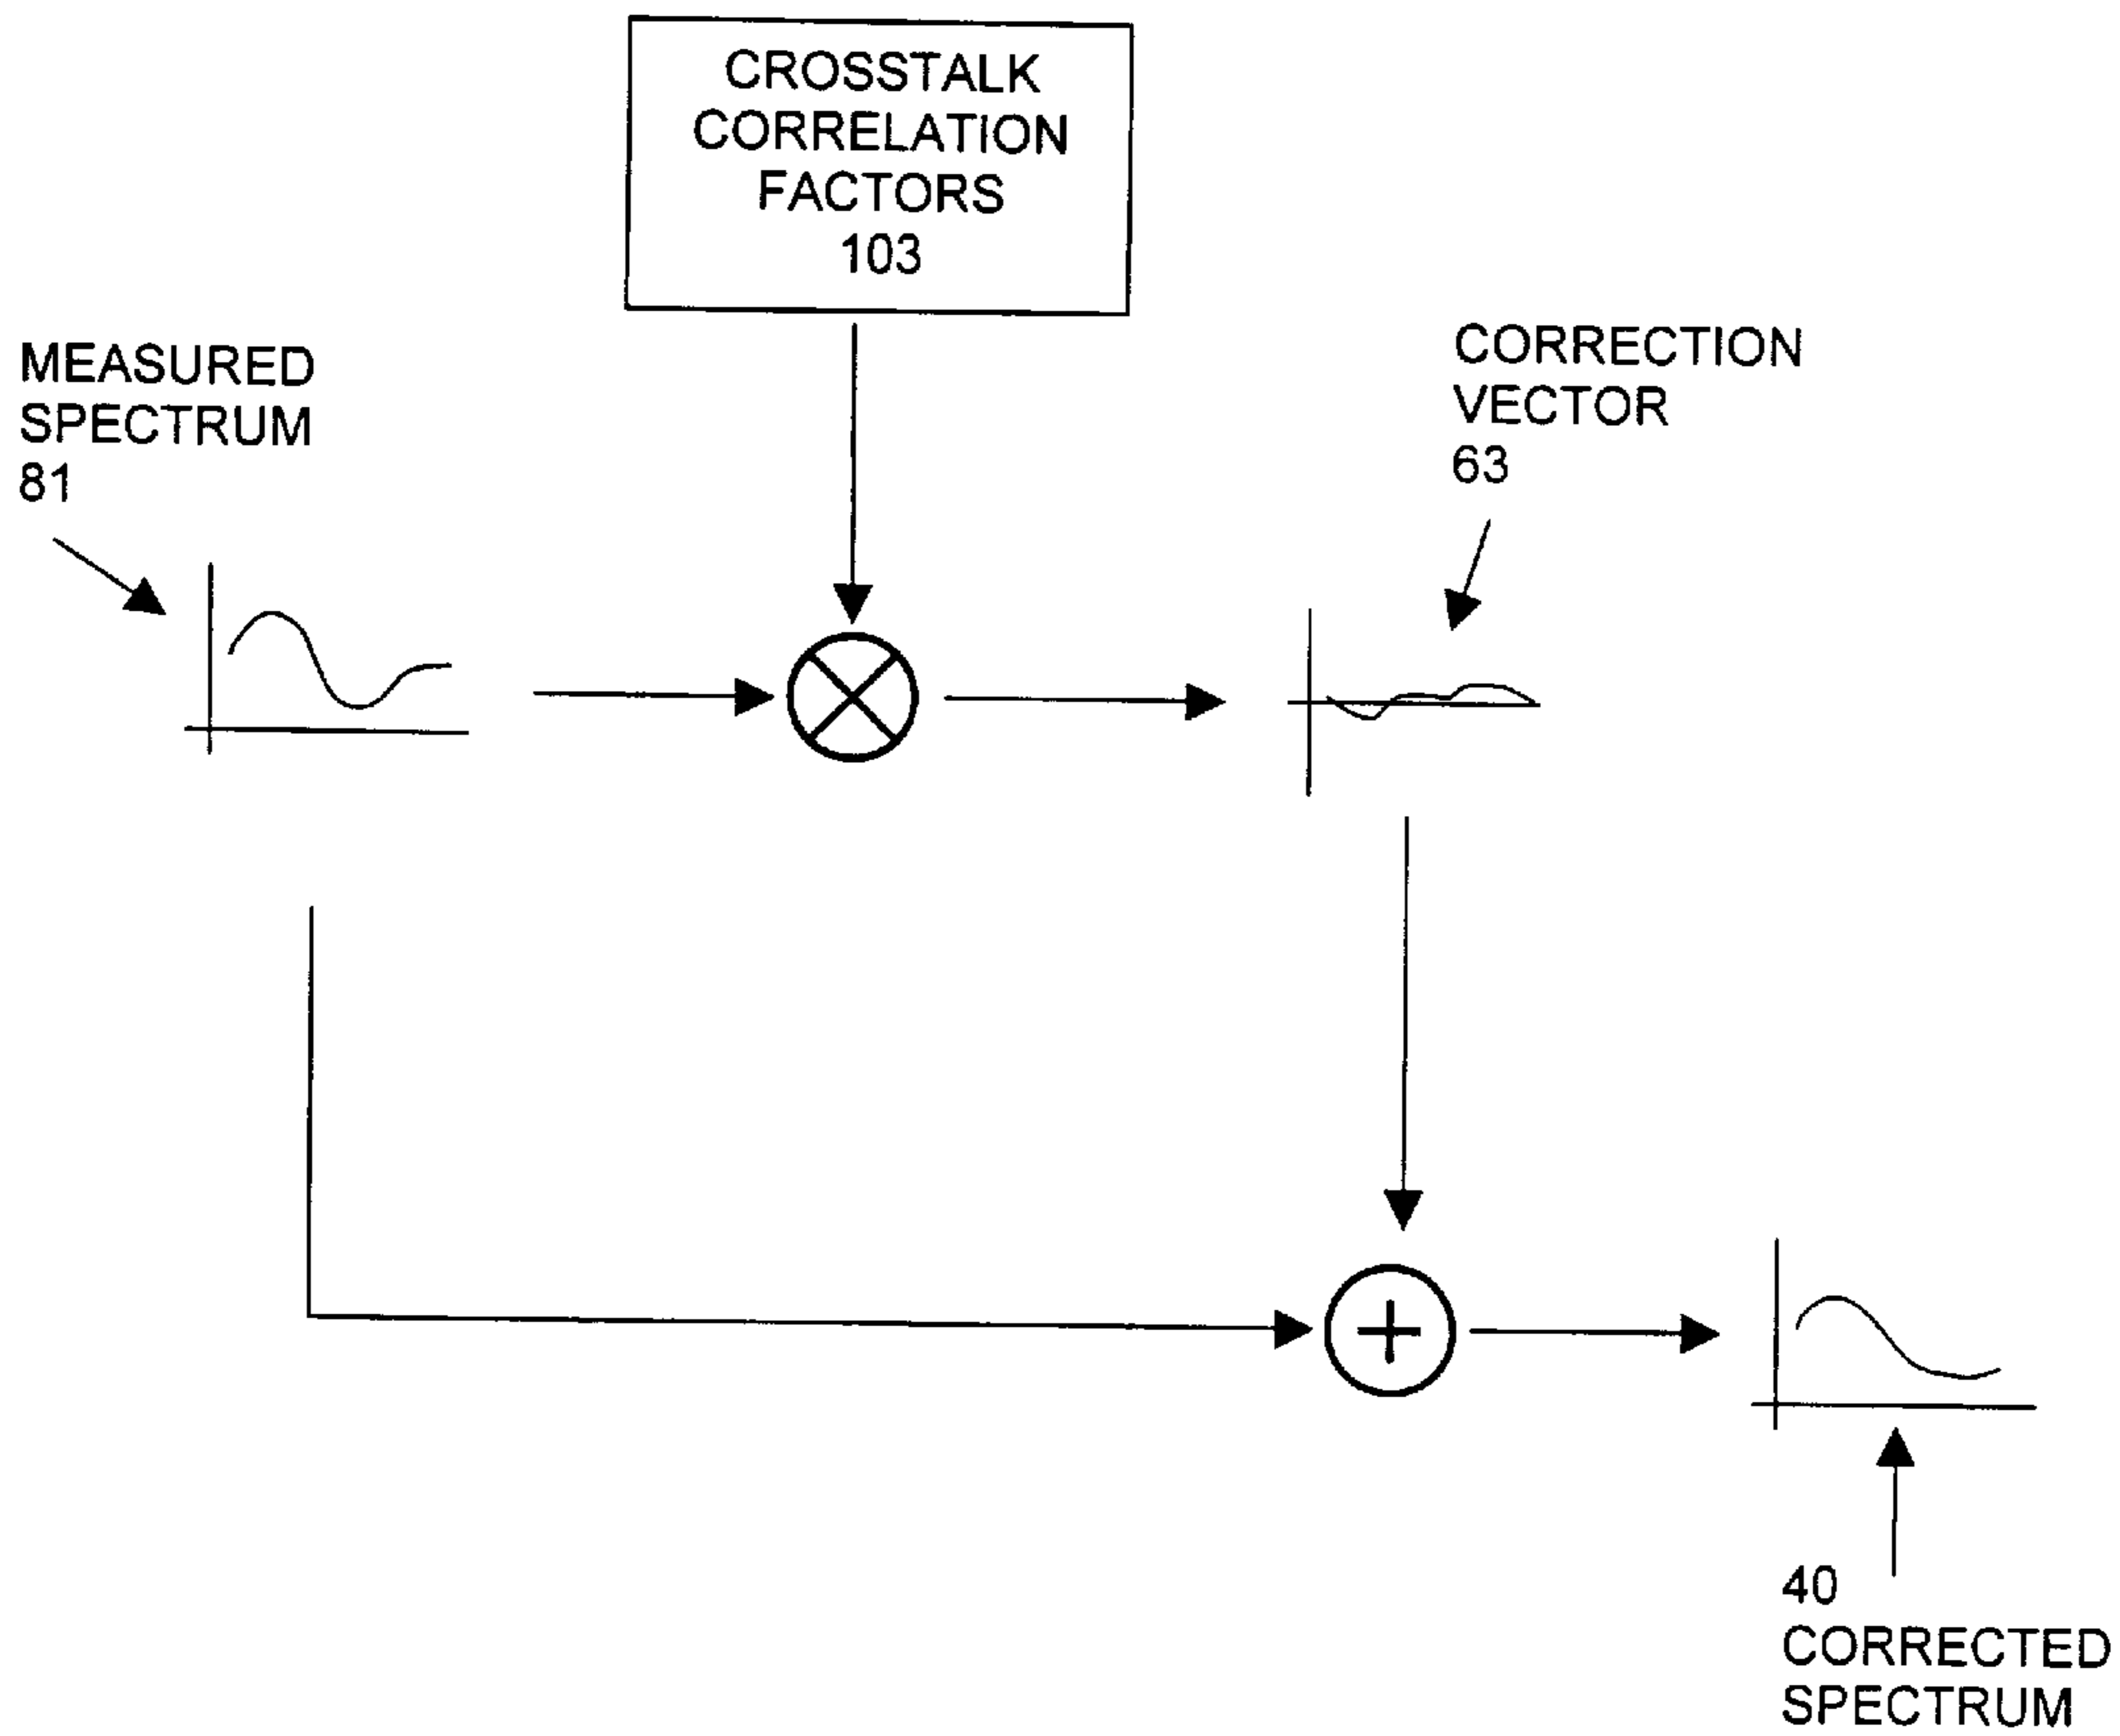 CROSSTALK
CORRELATION
FACTORS
103
MEASURED
SPECTRUM
81
CORRECTION
VECTOR
63
40
CORRECTED
SPECTRUM